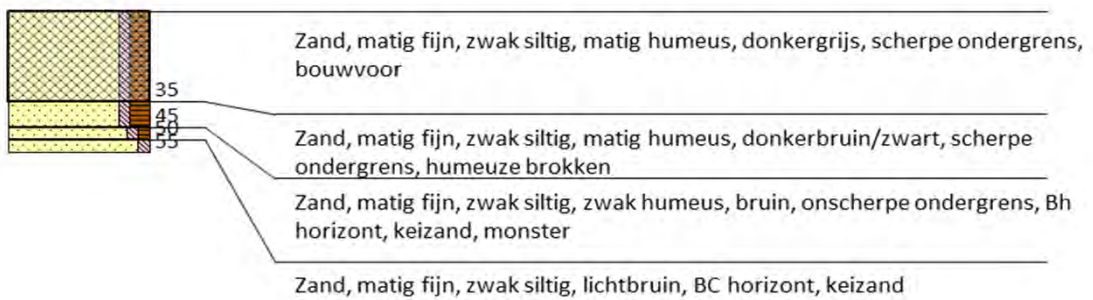 Zand, matig fijn, zwak siltig, matig humeus, donkergrijs, scherpe ondergrens,
bouwvoor
35
45
50
55
Zand, matig fijn, zwak siltig, matig humeus, donkerbruin/zwart, scherpe
ondergrens, humeuze brokken
Zand, matig fijn, zwak siltig, zwak humeus, bruin, onscherpe ondergrens, Bh
horizont, keizand, monster
Zand, matig fijn, zwak siltig, lichtbruin, BC horizont, keizand